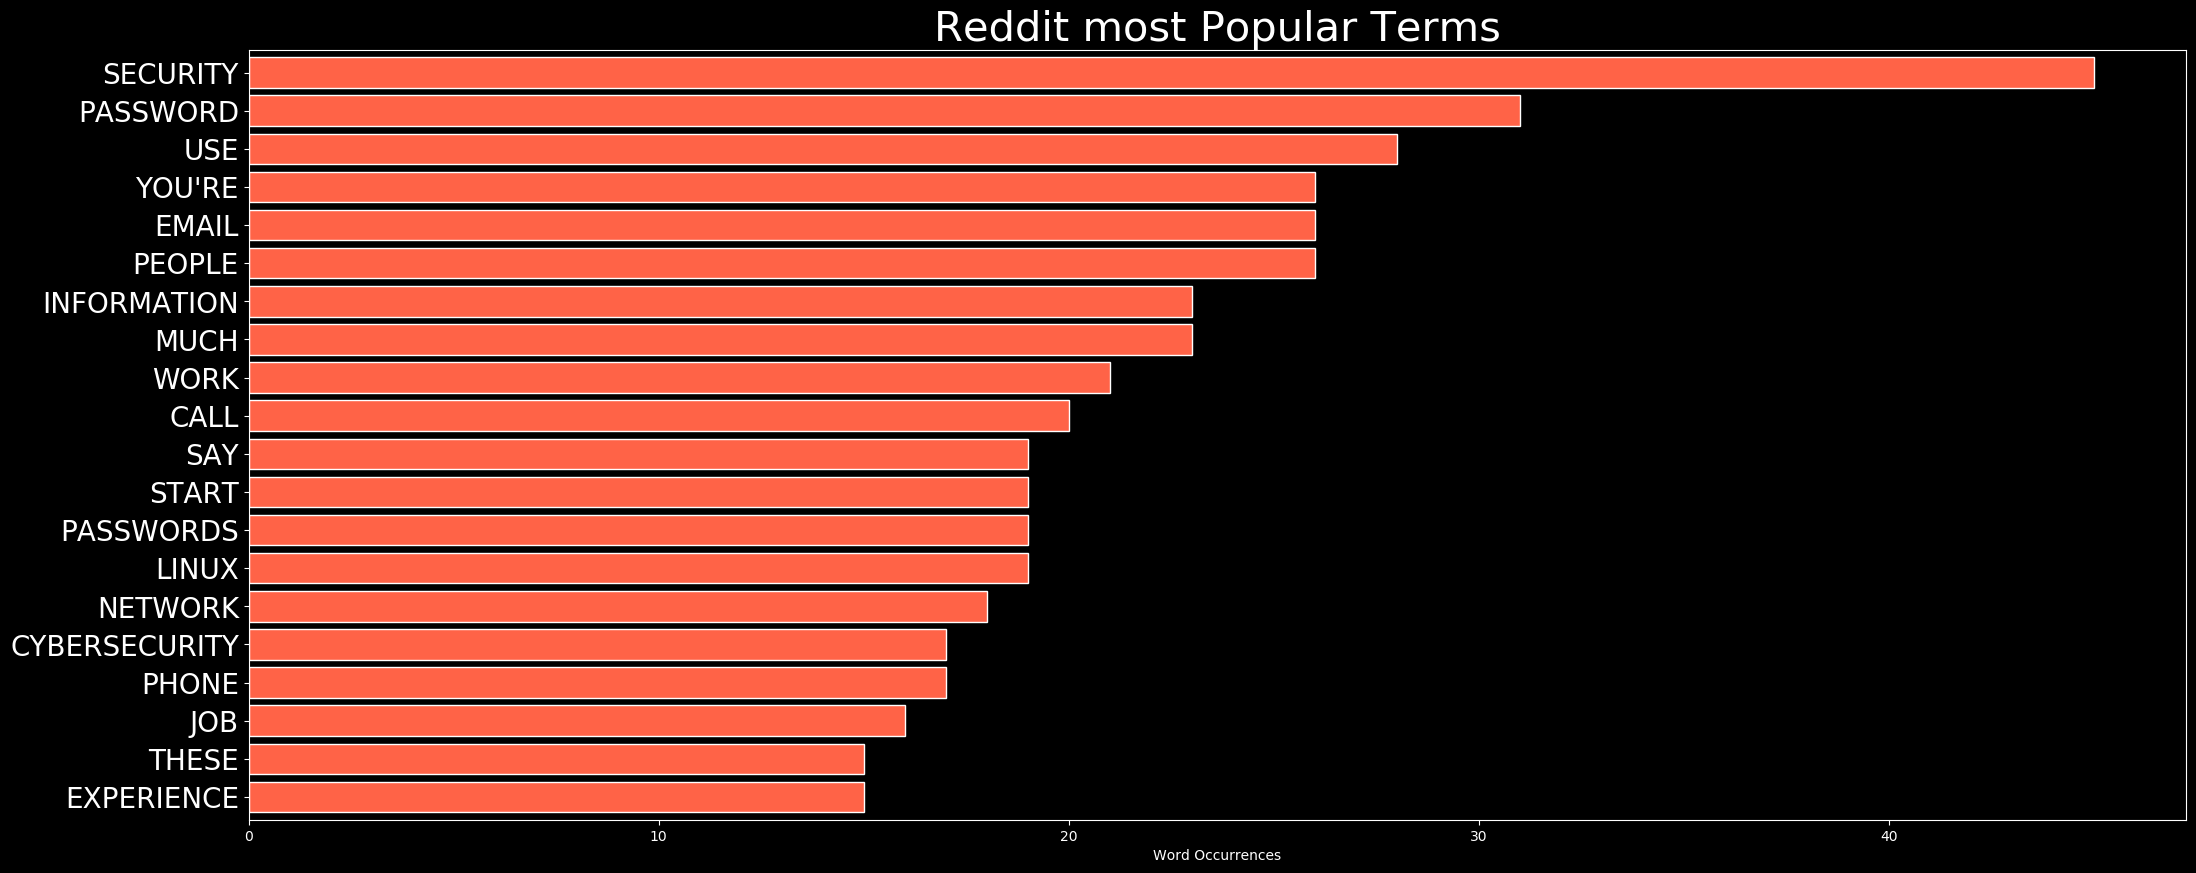 Reddit most Popular Terms
SECURITY
PASSWORD
USE
YOU'RE
EMAIL
PEOPLE
INFORMATION
MUCH
WORK
CALL
SAY
START
PASSWORDS
LINUX
NETWORK
CYBERSECURITY
PHONE
JOB
THESE
EXPERIENCE
0 10 20 30 40
Word Occurrences